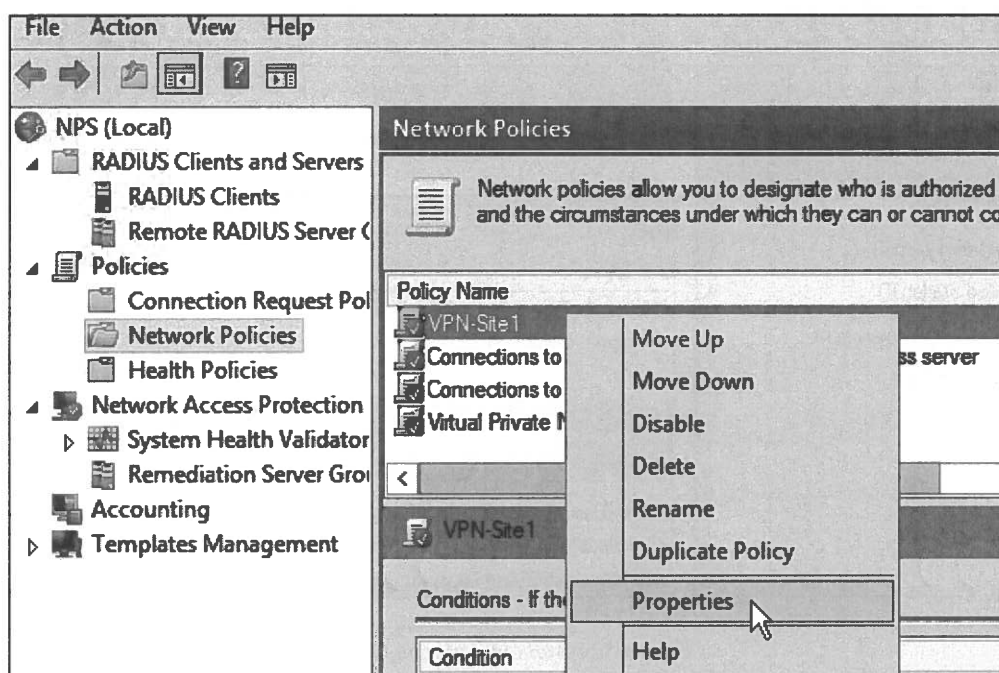 File Action View Help
NPS (Local)
RADIUS Clients and Servers
RADIUS Clients
Remote RADIUS Server G
Policies
Connection Request Pol
Network Policies
Health Policies
Network Access Protection
System Health Validator
Remediation Server Grou
Accounting
Templates Management
Network Policies
Network policies allow you to designate who is authorized
and the circumstances under which they can or cannot co
Policy Name
VPN-Site1
Connections to
ss server
Connections to
Virtual Private N
Move Up
Move Down
Disable
Delete
Rename
Duplicate Policy
Properties
Help
VPN-Site1
Conditions - If the
Condition